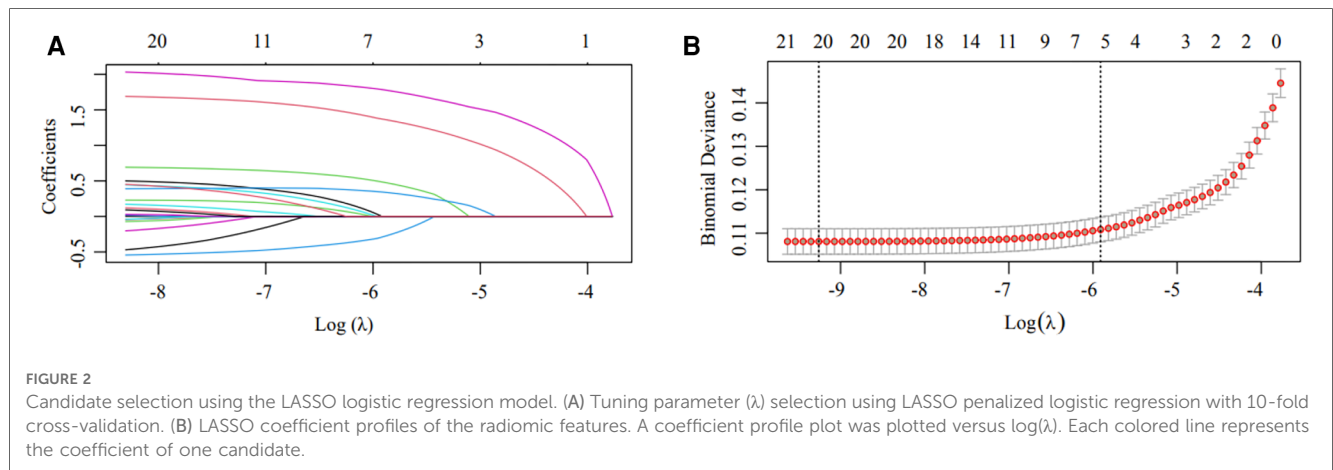 A
20 11 7 3 1
Coefficients
1.5
0.5
-0.5
-8 -7 -6 -5 -4
Log (λ)
B
21 20 20 20 18 14 11 9 7 5 4 3 2 2 0
Binomial Deviance
0.14
0.13
0.12
0.11
-9 -8 -7 -6 -5 -4
Log(λ)
FIGURE 2
Candidate selection using the LASSO logistic regression model. (A) Tuning parameter (λ) selection using LASSO penalized logistic regression with 10-fold
cross-validation. (B) LASSO coefficient profiles of the radiomic features. A coefficient profile plot was plotted versus log(λ). Each colored line represents
the coefficient of one candidate.